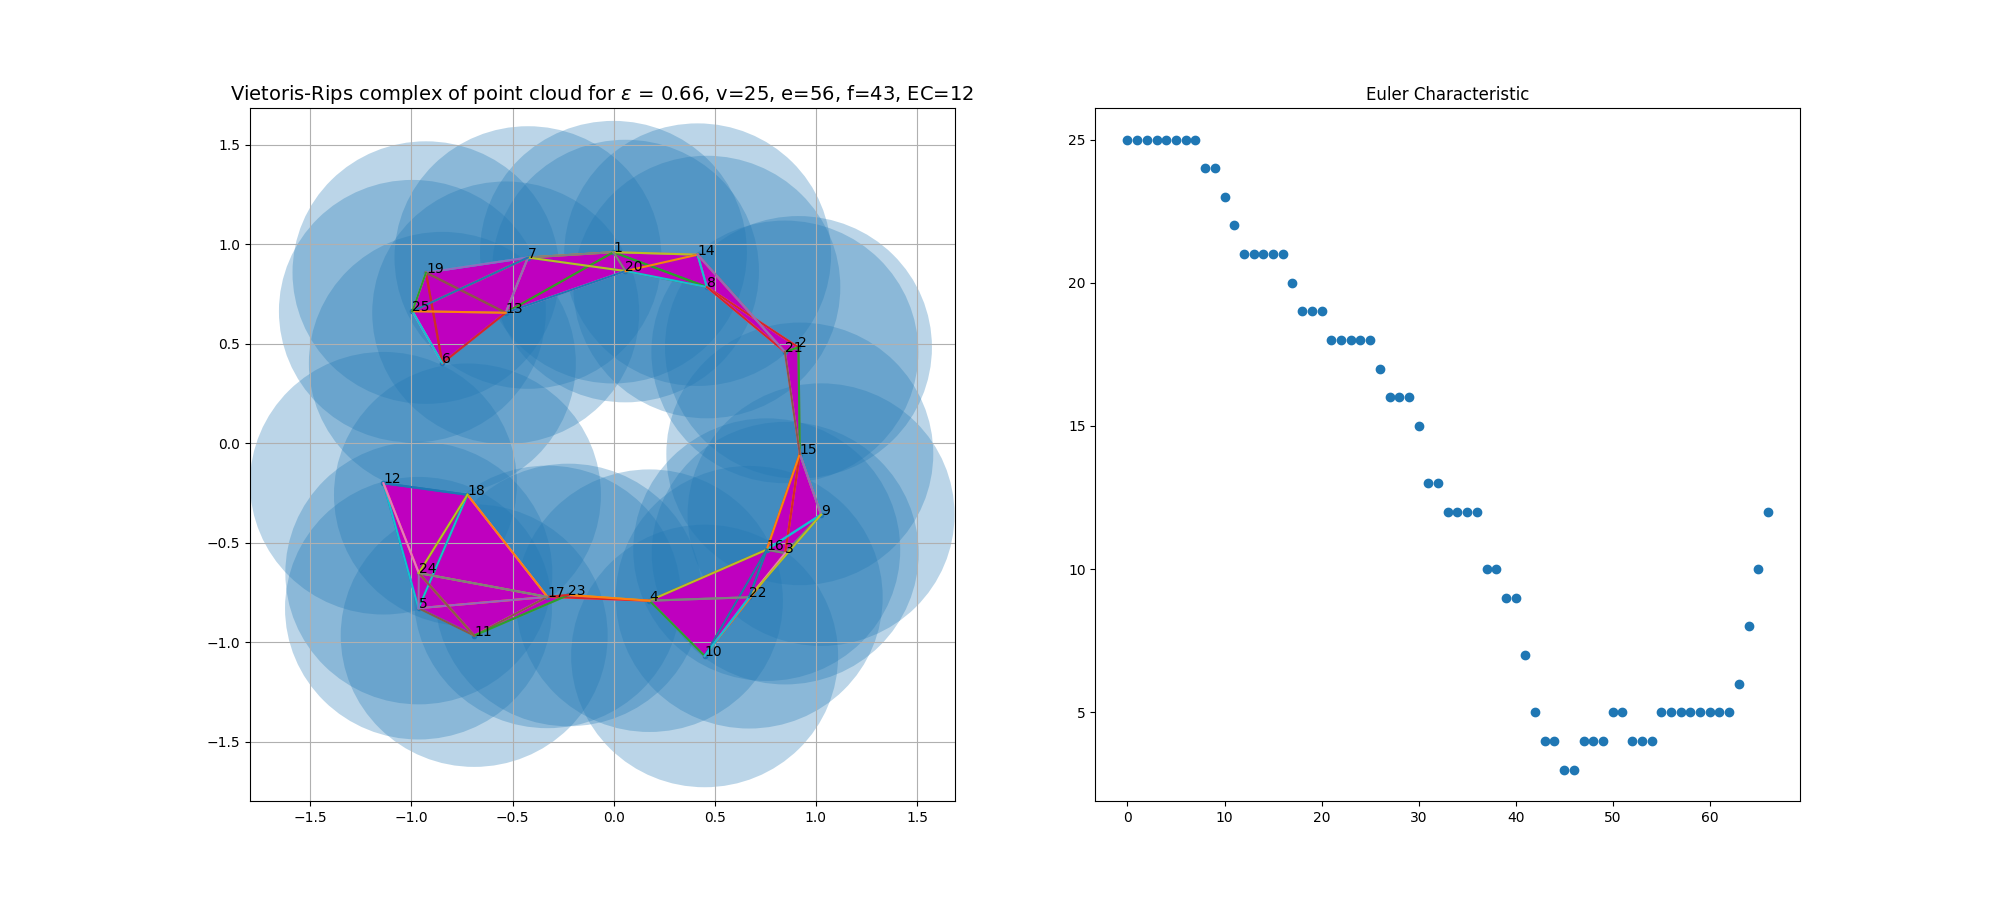 Vietoris-Rips complex of point cloud for ε = 0.66, v=25, e=56, f=43, EC=12
1.5
1.0
0.5
0.0
−0.5
−1.0
−1.5
−1.5 −1.0 −0.5 0.0 0.5 1.0 1.5
7 1 14
19 20 8
25 13
6 21 2
15
12 18
9
16 3
24
17 23 4 22
5
11 10
Euler Characteristic
25
20
15
10
5
0 10 20 30 40 50 60